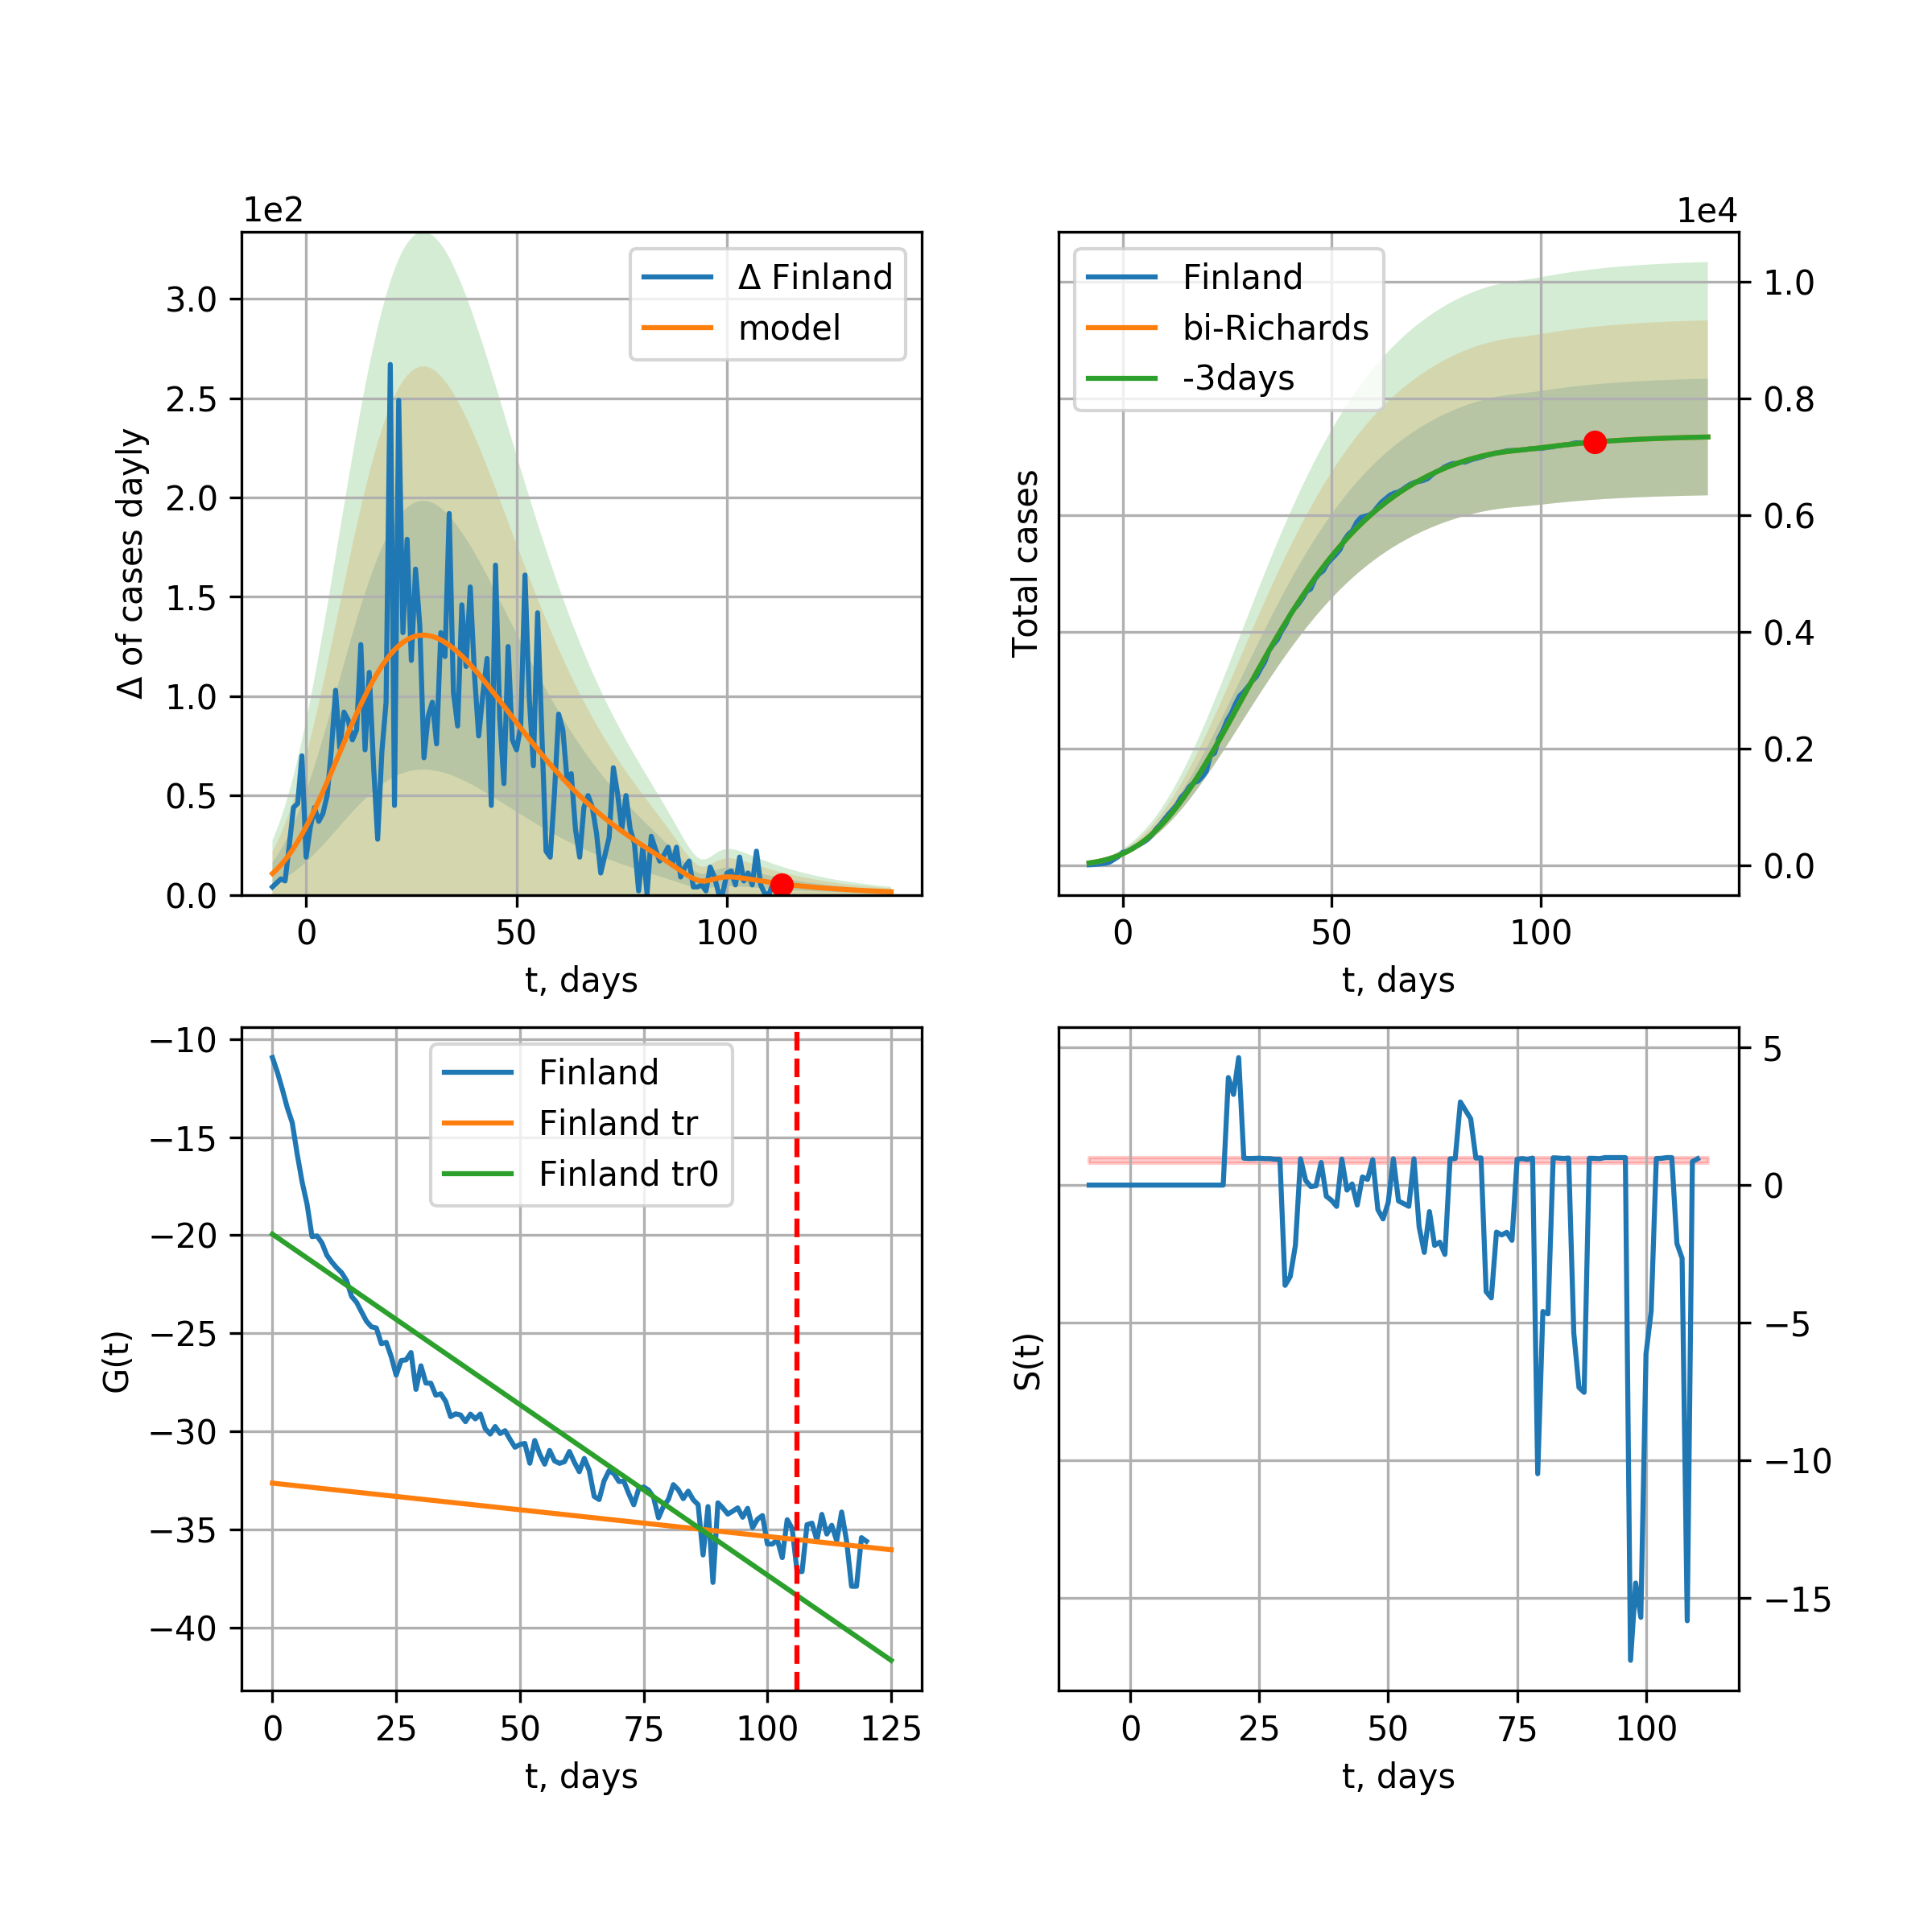 1e2
Δ of cases dayly
3.0
2.5
2.0
1.5
1.0
0.5
0.0
0 50 100
t, days
Δ Finland
model
1e4
Total cases
1.0
0.8
0.6
0.4
0.2
0.0
0 50 100
t, days
Finland
bi-Richards
-3days
G(t)
−10
−15
−20
−25
−30
−35
−40
0 25 50 75 100 125
t, days
Finland
Finland tr
Finland tr0
S(t)
5
0
−5
−10
−15
0 25 50 75 100
t, days